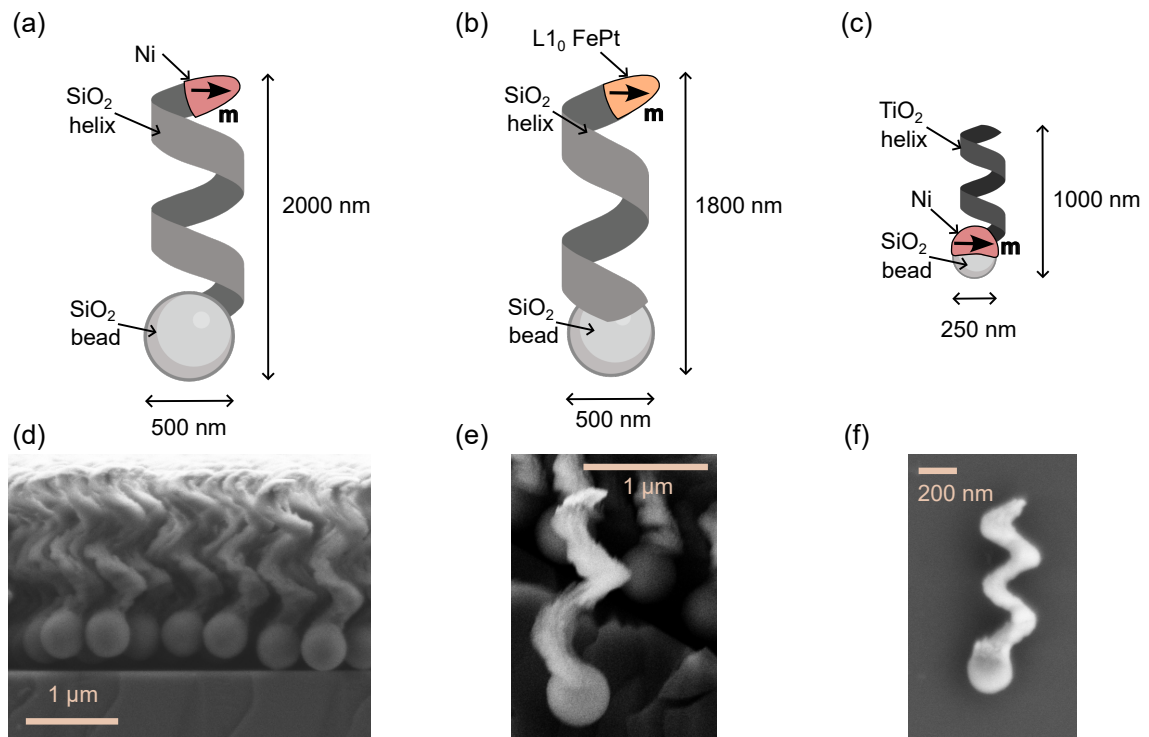 (a)
Ni
SiO₂
helix
m
2000 nm
SiO₂
bead
500 nm
(b)
L1₀ FePt
SiO₂
helix
m
1800 nm
SiO₂
bead
500 nm
(c)
TiO₂
helix
Ni
m
SiO₂
bead
1000 nm
250 nm
(d)
1 μm
(e)
1 μm
(f)
200 nm